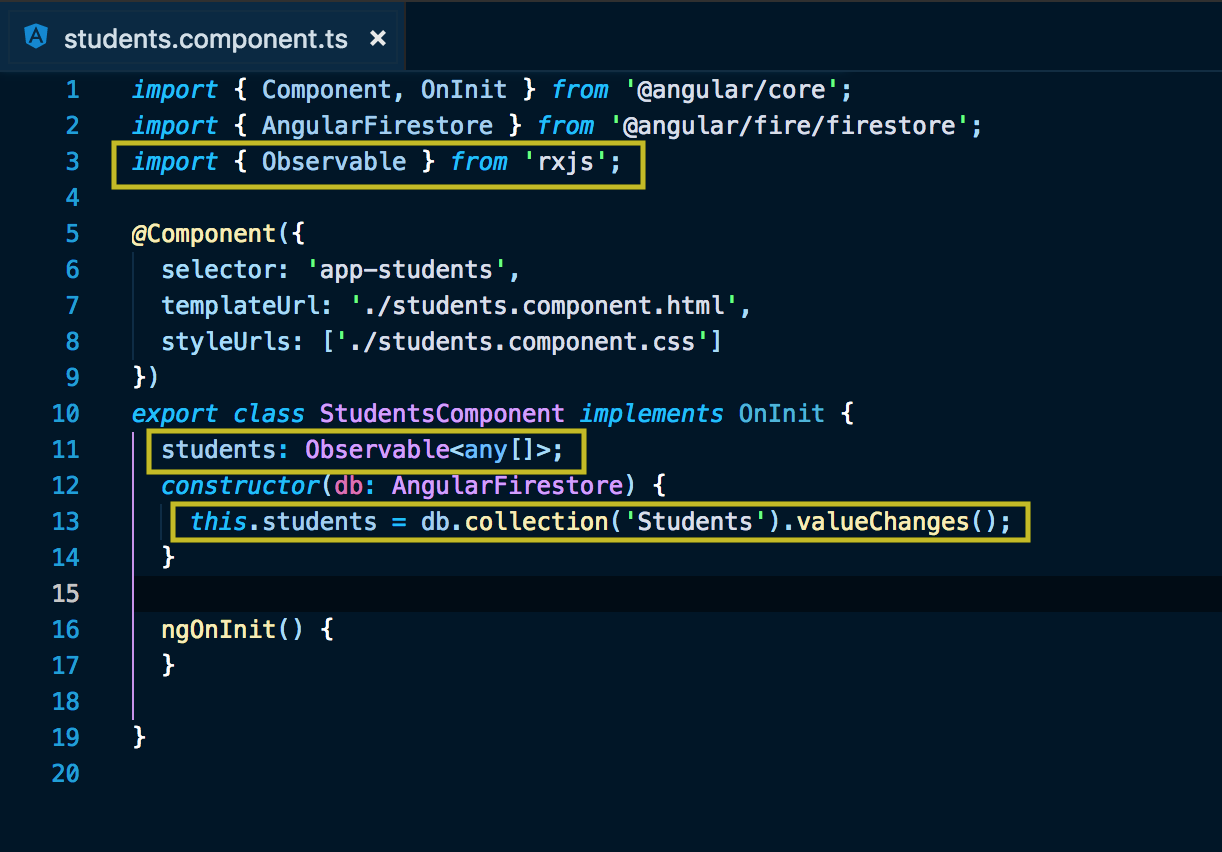 students.component.ts ×
1 import { Component, OnInit } from '@angular/core';
2 import { AngularFirestore } from '@angular/fire/firestore';
3 import { Observable } from 'rxjs';
4
5 @Component({
6   selector: 'app-students',
7   templateUrl: './students.component.html',
8   styleUrls: ['./students.component.css']
9 })
10 export class StudentsComponent implements OnInit {
11   students: Observable<any[]>;
12   constructor(db: AngularFirestore) {
13     this.students = db.collection('Students').valueChanges();
14   }
15
16   ngOnInit() {
17   }
18
19 }
20